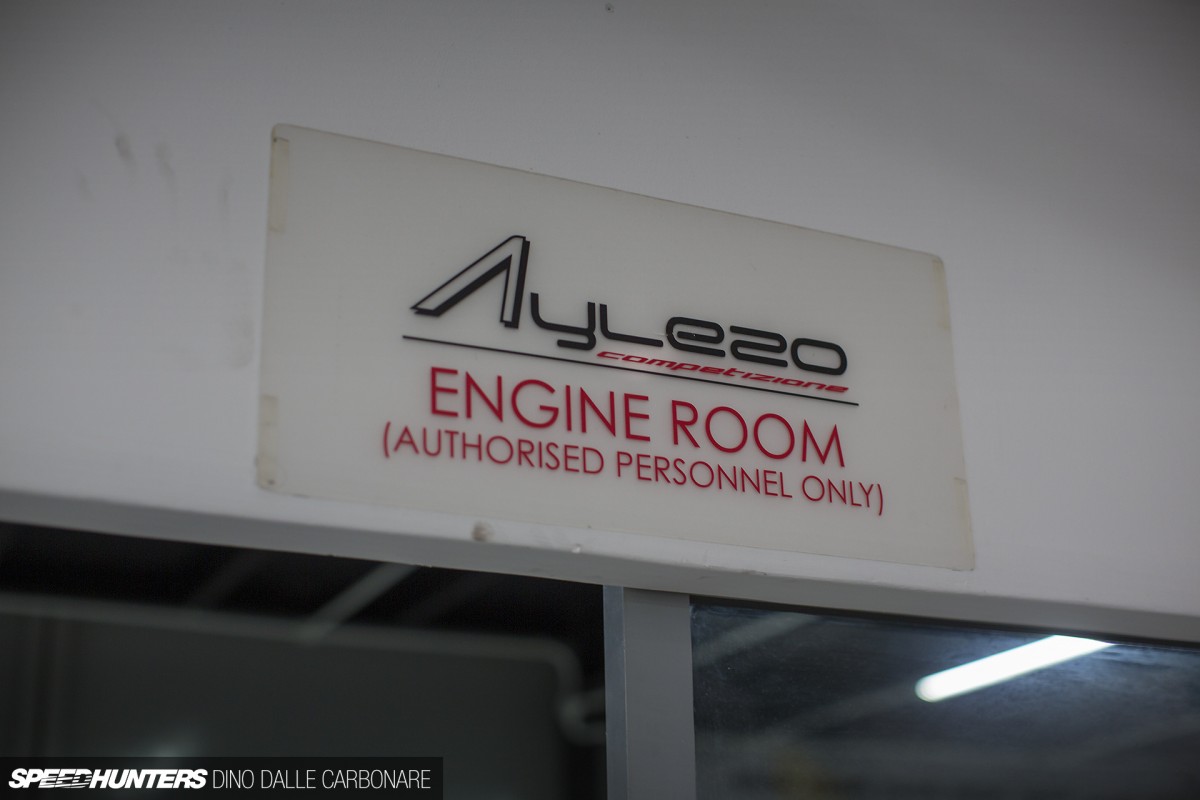 Aylezo
competizione
ENGINE ROOM
(AUTHORISED PERSONNEL ONLY)
SPEEDHUNTERS DINO DALLE CARBONARE